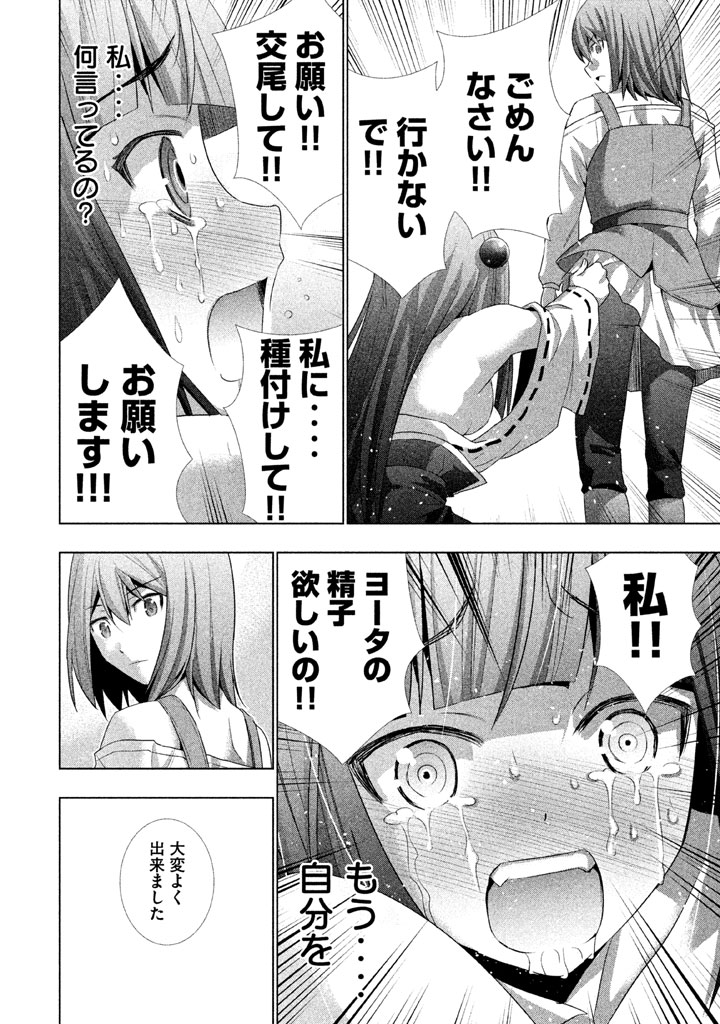 ごめん
なさい!!
行かない
で!!
お願い!!
交尾して!!
私‥‥
何言ってるの?
私に‥‥
種付けして!!
お願い
します!!!
私!!
ヨータの
精子
欲しいの!!
もう‥‥
自分を
大変よく
出来ました